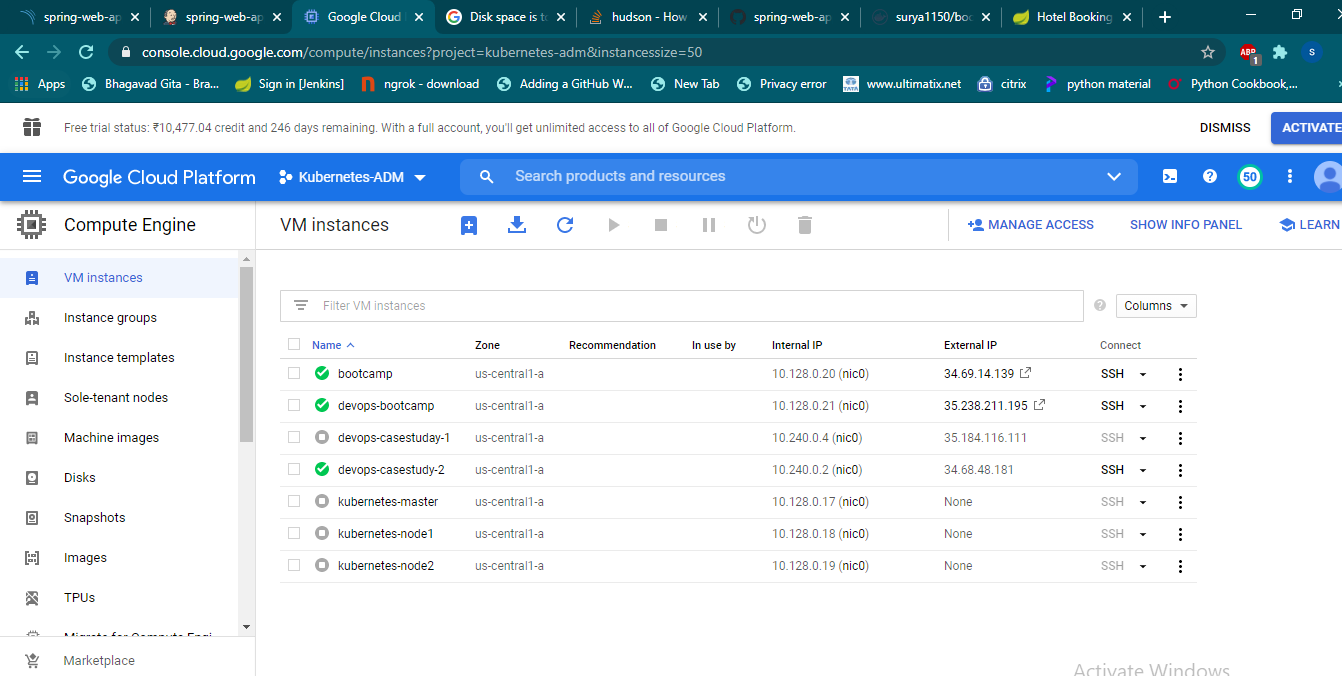 spring-web-ap
spring-web-ap
Google Cloud
Disk space is t
hudson - How
spring-web-ap
surya1150/boo
Hotel Booking
console.cloud.google.com/compute/instances?project=kubernetes-adm&instancessize=50
ABP
1
S
Apps
Bhagavad Gita - Bra...
Sign in [Jenkins]
ngrok - download
Adding a GitHub W...
New Tab
Privacy error
TATA
www.ultimatix.net
citrix
python material
Python Cookbook,...
Free trial status: ₹10,477.04 credit and 246 days remaining. With a full account, you'll get unlimited access to all of Google Cloud Platform.
DISMISS
ACTIVATE
Google Cloud Platform
Kubernetes-ADM
Search products and resources
50
Compute Engine
VM instances
MANAGE ACCESS
SHOW INFO PANEL
LEARN
VM instances
Instance groups
Instance templates
Sole-tenant nodes
Machine images
Disks
Snapshots
Images
TPUs
Migrate for Compute Engi
Marketplace
Filter VM instances
Columns
Name Zone Recommendation In use by Internal IP External IP Connect
bootcamp us-central1-a 10.128.0.20 (nic0) 34.69.14.139 SSH
devops-bootcamp us-central1-a 10.128.0.21 (nic0) 35.238.211.195 SSH
devops-casestuday-1 us-central1-a 10.240.0.4 (nic0) 35.184.116.111 SSH
devops-casestudy-2 us-central1-a 10.240.0.2 (nic0) 34.68.48.181 SSH
kubernetes-master us-central1-a 10.128.0.17 (nic0) None SSH
kubernetes-node1 us-central1-a 10.128.0.18 (nic0) None SSH
kubernetes-node2 us-central1-a 10.128.0.19 (nic0) None SSH
Activate Windows